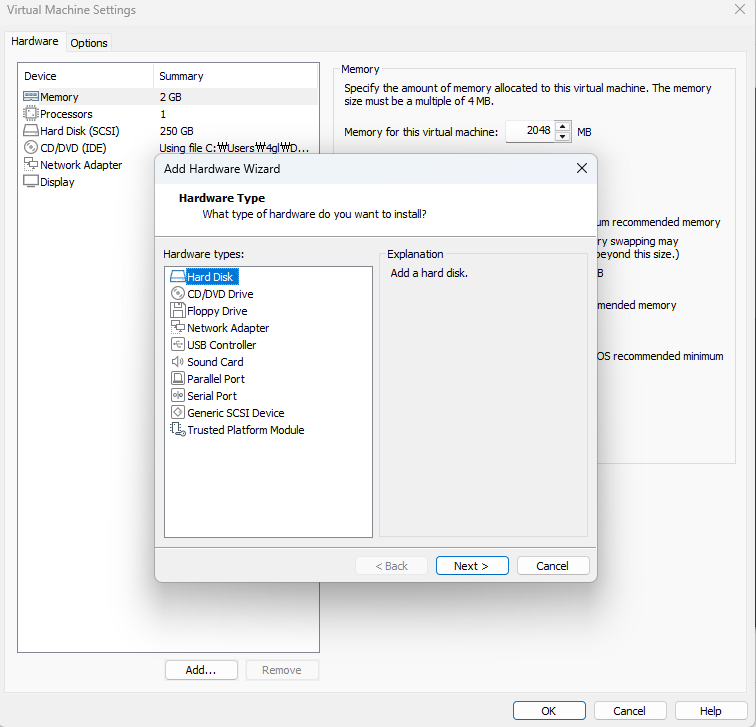 Virtual Machine Settings
Hardware
Options
Device Summary
Memory 2 GB
Processors 1
Hard Disk (SCSI) 250 GB
CD/DVD (IDE) Using file C:₩Users₩4gl₩D...
Network Adapter
Display
Memory
Specify the amount of memory allocated to this virtual machine. The memory
size must be a multiple of 4 MB.
Memory for this virtual machine: 2048 MB
um recommended memory
ry swapping may
beyond this size.)
B
mended memory
OS recommended minimum
Add Hardware Wizard
Hardware Type
What type of hardware do you want to install?
Hardware types:
Hard Disk
CD/DVD Drive
Floppy Drive
Network Adapter
USB Controller
Sound Card
Parallel Port
Serial Port
Generic SCSI Device
Trusted Platform Module
Explanation
Add a hard disk.
< Back Next > Cancel
Add... Remove
OK Cancel Help